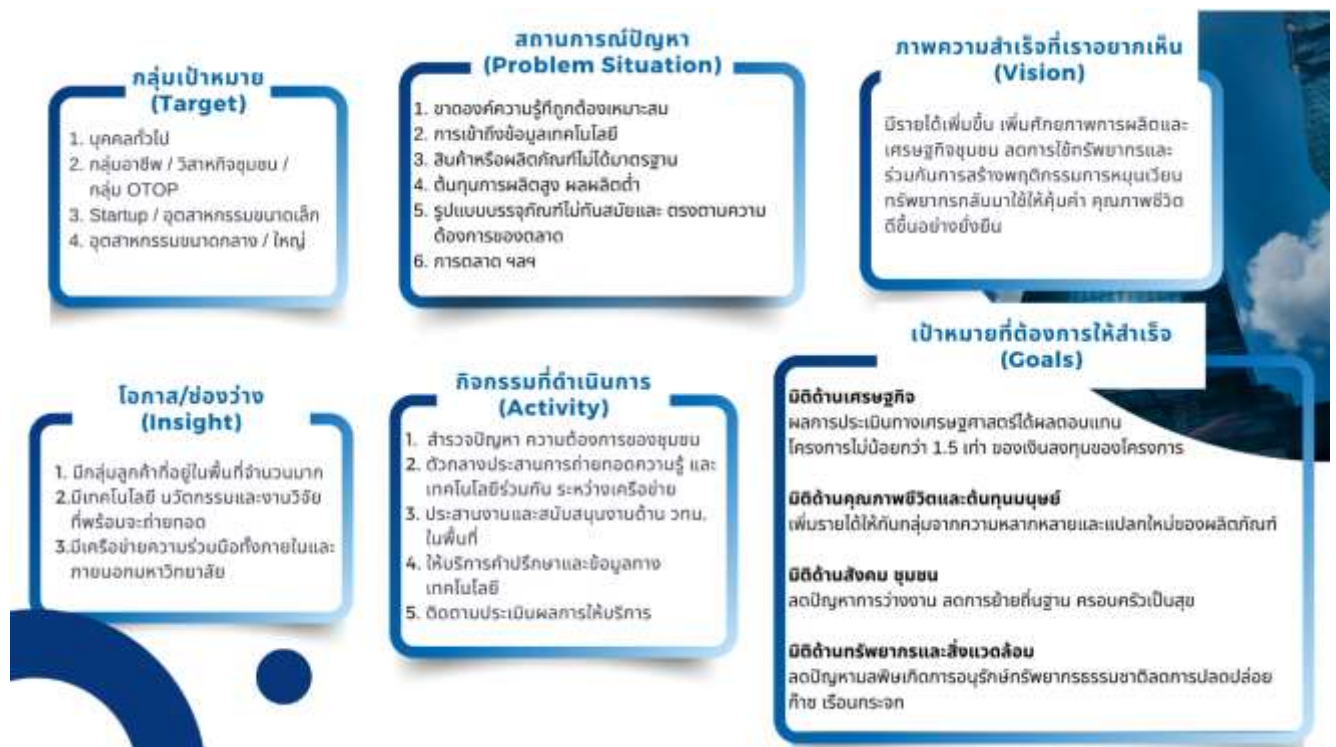 กลุ่มเป้าหมาย
(Target)
1. บุคคลทั่วไป
2. กลุ่มอาชีพ / วิสาหกิจชุมชน /
กลุ่ม OTOP
3. Startup / อุตสาหกรรมขนาดเล็ก
4. อุตสาหกรรมขนาดกลาง / ใหญ่
สถานการณ์ปัญหา
(Problem Situation)
1. ขาดองค์ความรู้ที่ถูกต้องเหมาะสม
2. การเข้าถึงข้อมูลเทคโนโลยี
3. สินค้าหรือผลิตภัณฑ์ไม่ได้มาตรฐาน
4. ต้นทุนการผลิตสูง ผลผลิตต่ำ
5. รูปแบบบรรจุภัณฑ์ไม่ทันสมัยและ ตรงตามความ
ต้องการของตลาด
6. การตลาด ฯลฯ
ภาพความสำเร็จที่เราอยากเห็น
(Vision)
มีรายได้เพิ่มขึ้น เพิ่มศักยภาพการผลิตและ
เศรษฐกิจชุมชน ลดการใช้ทรัพยากรและ
ร่วมกันการสร้างพฤติกรรมการหมุนเวียน
ทรัพยากรกลับมาใช้ให้คุ้มค่า คุณภาพชีวิต
ดีขึ้นอย่างยั่งยืน
โอกาส/ช่องว่าง
(Insight)
1. มีกลุ่มลูกค้าที่อยู่ในพื้นที่จำนวนมาก
2.มีเทคโนโลยี นวัตกรรมและงานวิจัย
ที่พร้อมจะถ่ายทอด
3.มีเครือข่ายความร่วมมือทั้งภายในและ
ภายนอกมหาวิทยาลัย
กิจกรรมที่ดำเนินการ
(Activity)
1. สำรวจปัญหา ความต้องการของชุมชน
2. ตัวกลางประสานการถ่ายทอดความรู้ และ
เทคโนโลยีร่วมกัน ระหว่างเครือข่าย
3. ประสานงานและสนับสนุนงานด้าน วทน.
ในพื้นที่
4. ให้บริการคำปรึกษาและข้อมูลทาง
เทคโนโลยี
5. ติดตามประเมินผลการให้บริการ
เป้าหมายที่ต้องการให้สำเร็จ
(Goals)
มิติด้านเศรษฐกิจ
ผลการประเมินทางเศรษฐศาสตร์ได้ผลตอบแทน
โครงการไม่น้อยกว่า 1.5 เท่า ของเงินลงทุนของโครงการ
มิติด้านคุณภาพชีวิตและต้นทุนมนุษย์
เพิ่มรายได้ให้กับกลุ่มจากความหลากหลายและแปลกใหม่ของผลิตภัณฑ์
มิติด้านสังคม ชุมชน
ลดปัญหาการว่างงาน ลดการย้ายถิ่นฐาน ครอบครัวเป็นสุข
มิติด้านทรัพยากรและสิ่งแวดล้อม
ลดปัญหามลพิษเกิดการอนุรักษ์ทรัพยากรธรรมชาติลดการปลดปล่อย
ก๊าซ เรือนกระจก